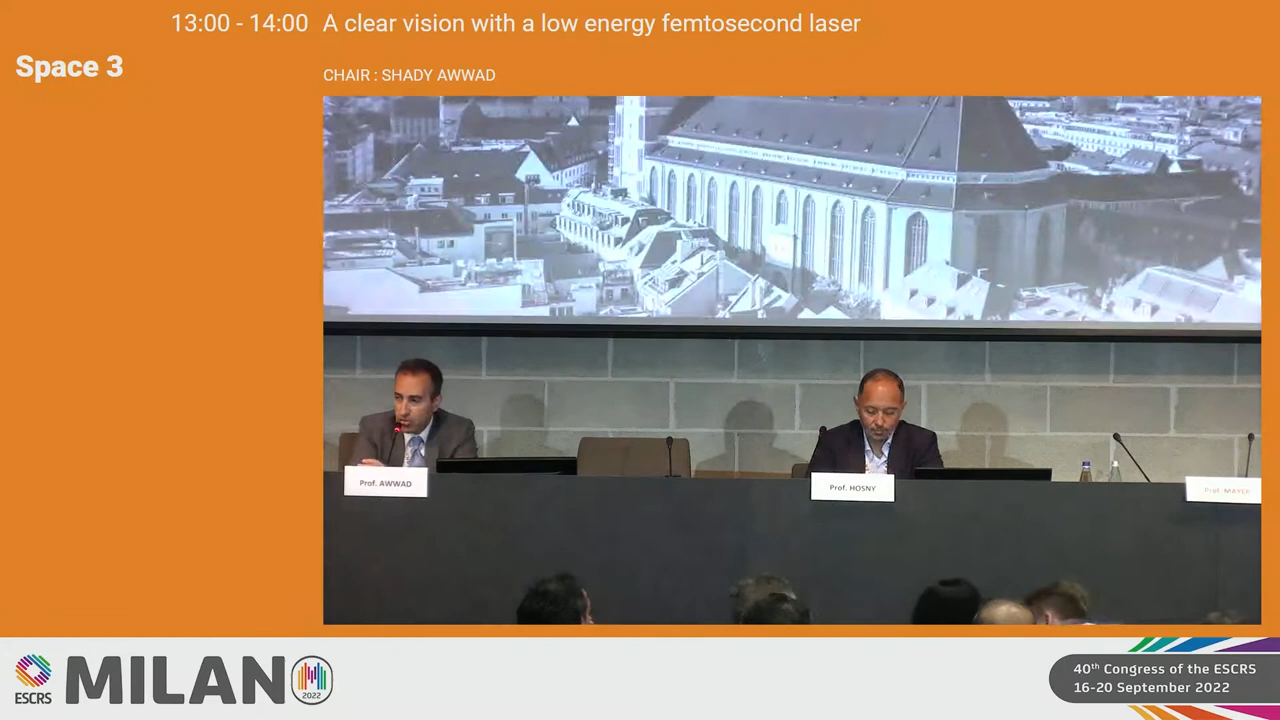 13:00 - 14:00 A clear vision with a low energy femtosecond laser
Space 3
CHAIR : SHADY AWWAD
Prof. AWWAD
Prof. HOSNY
Prof. MAYER
ESCRS
MILANO
2022
40th Congress of the ESCRS
16-20 September 2022